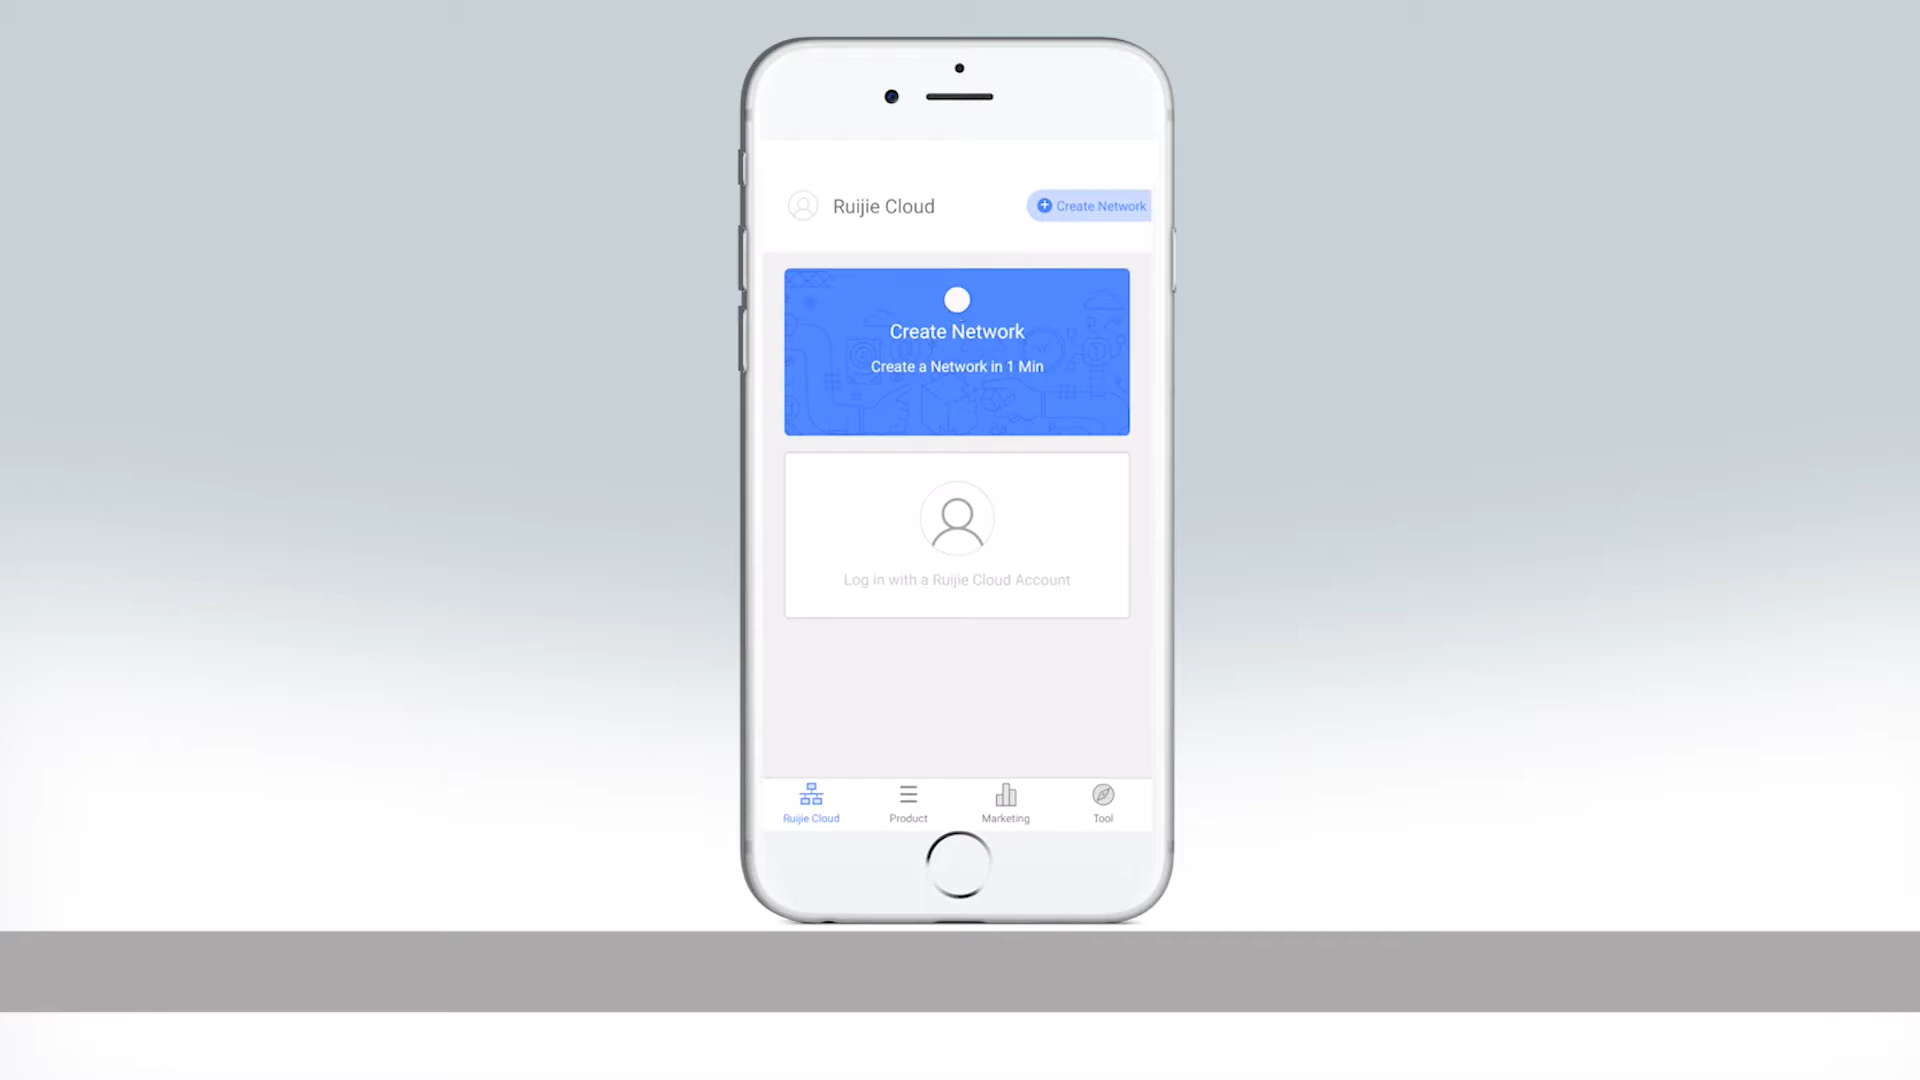 Ruijie Cloud
Create Network
Create Network
Create a Network in 1 Min
Log in with a Ruijie Cloud Account
Ruijie Cloud
Product
Marketing
Tool